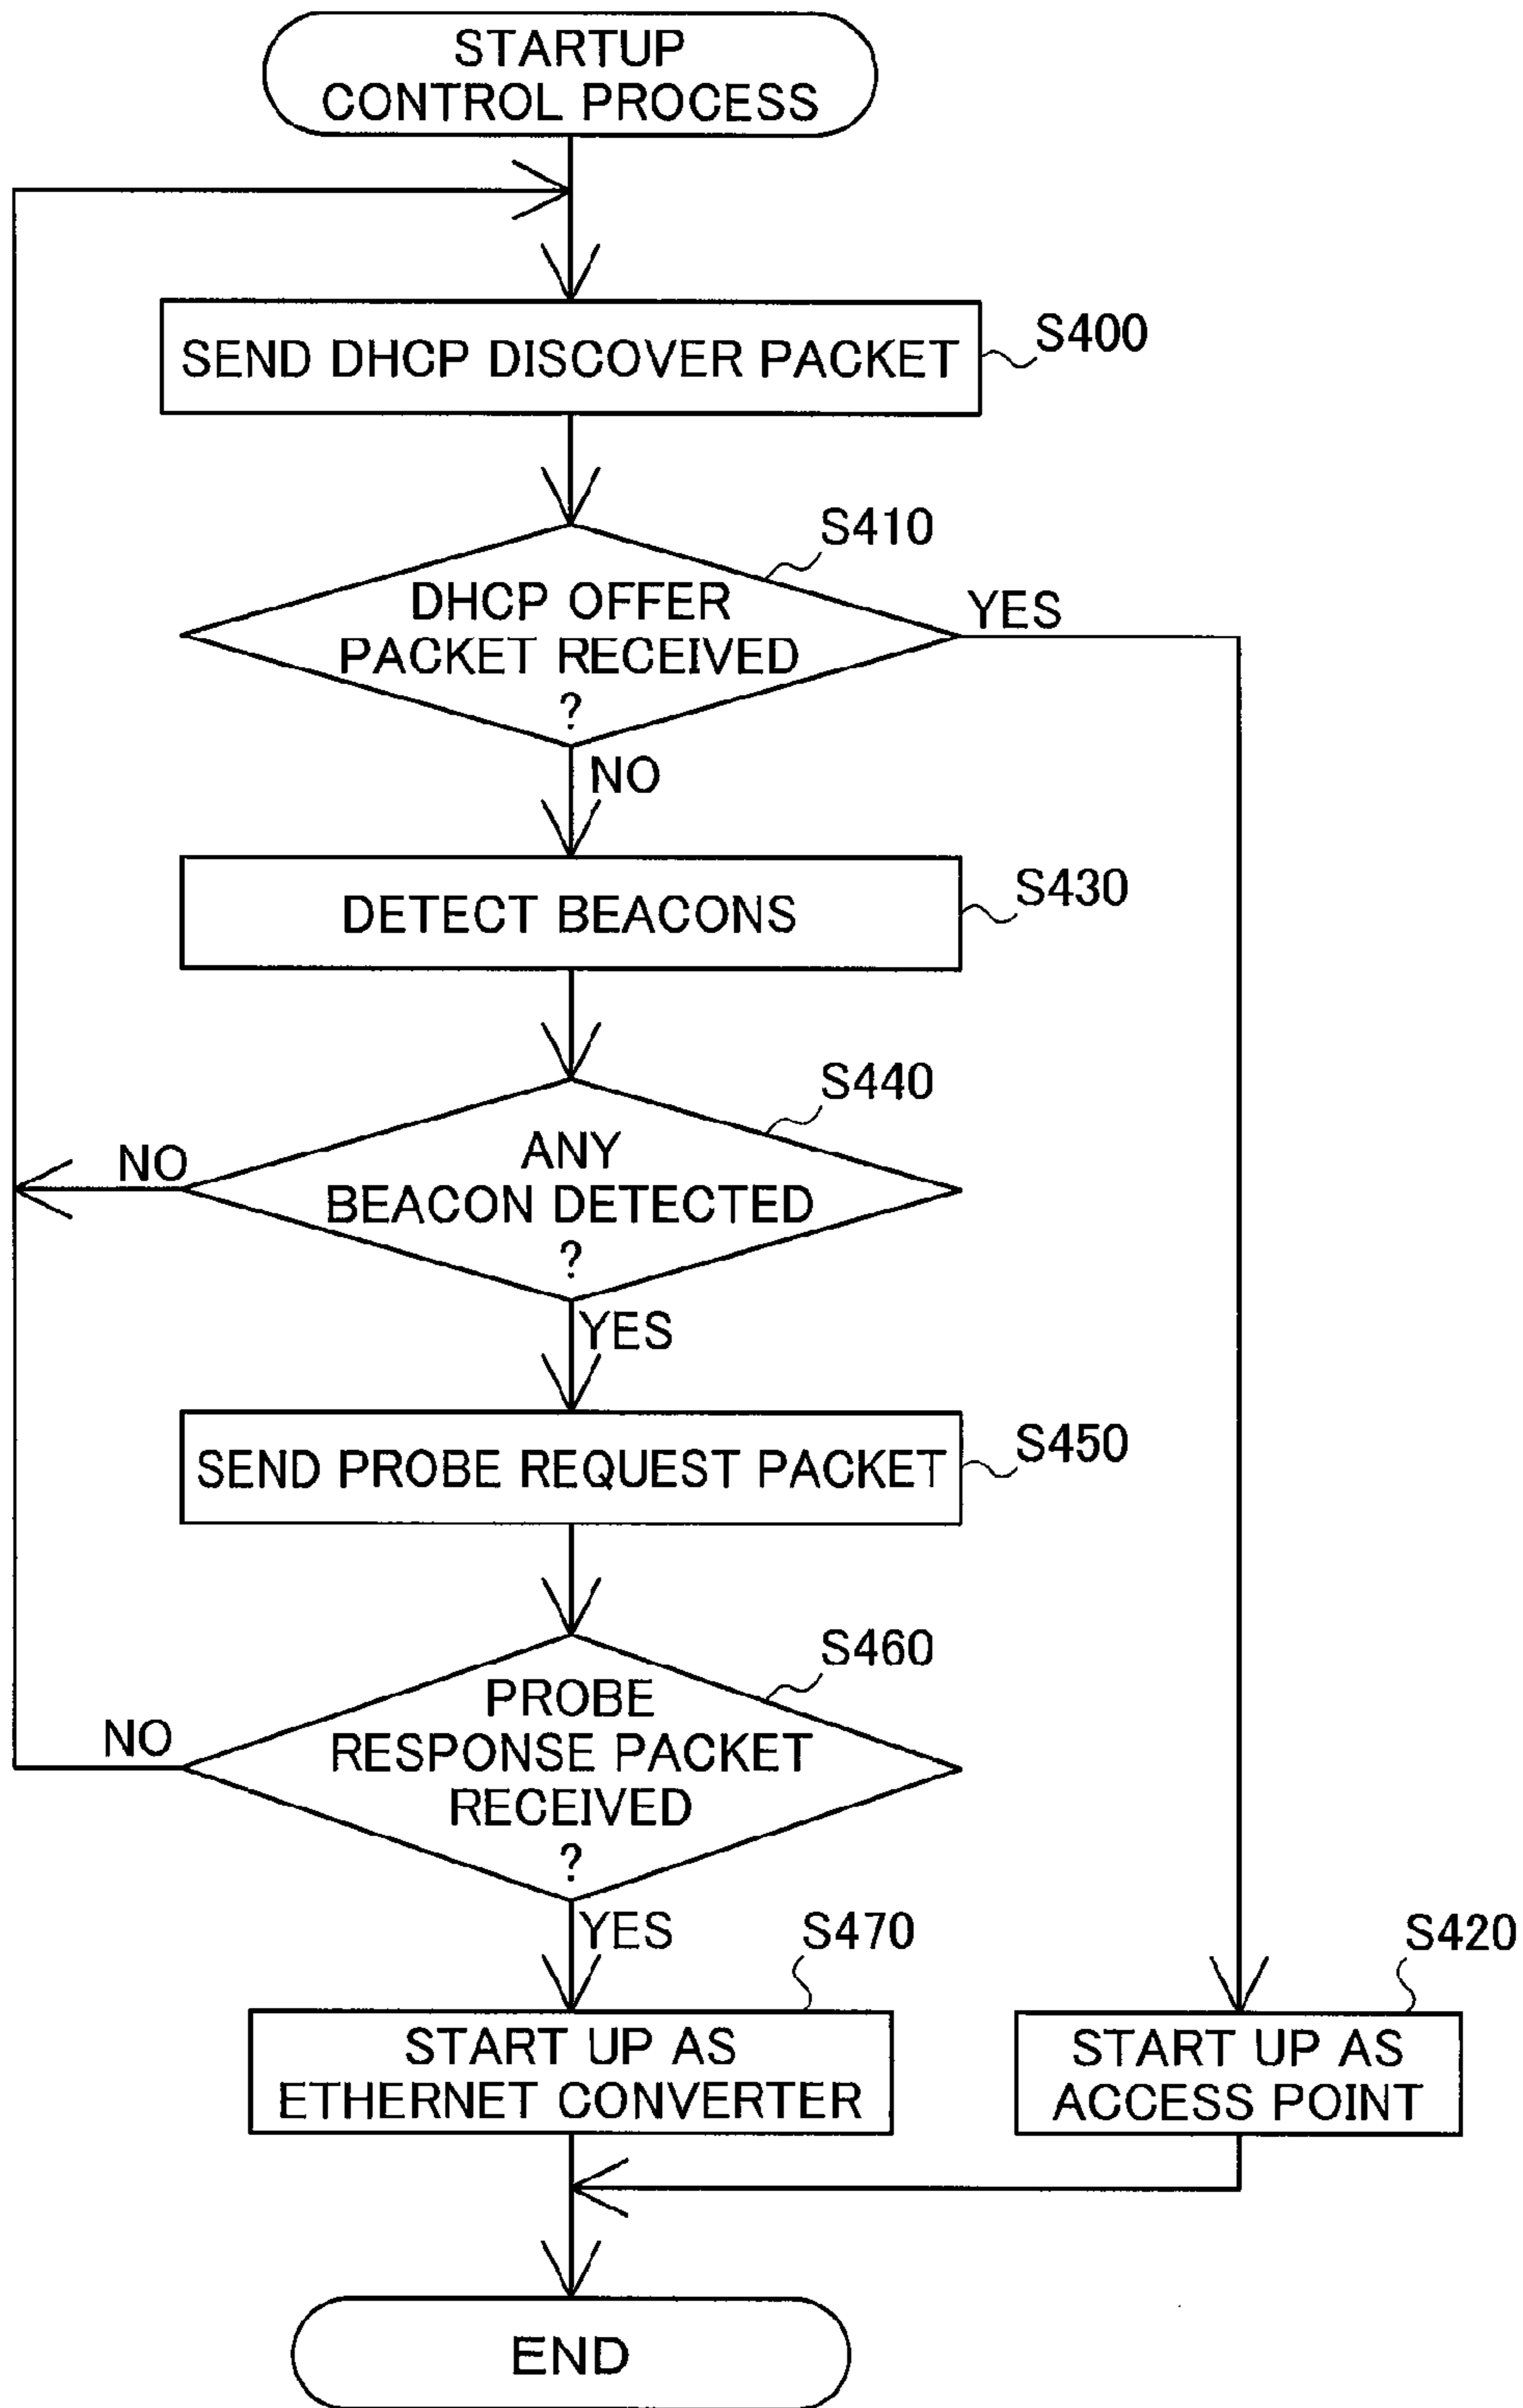 STARTUP
CONTROL PROCESS
SEND DHCP DISCOVER PACKET
S400
S410
DHCP OFFER
PACKET RECEIVED
?
YES
NO
DETECT BEACONS
S430
S440
ANY
BEACON DETECTED
?
NO
YES
SEND PROBE REQUEST PACKET
S450
S460
PROBE
RESPONSE PACKET
RECEIVED
?
NO
YES
S470
START UP AS
ETHERNET CONVERTER
S420
START UP AS
ACCESS POINT
END